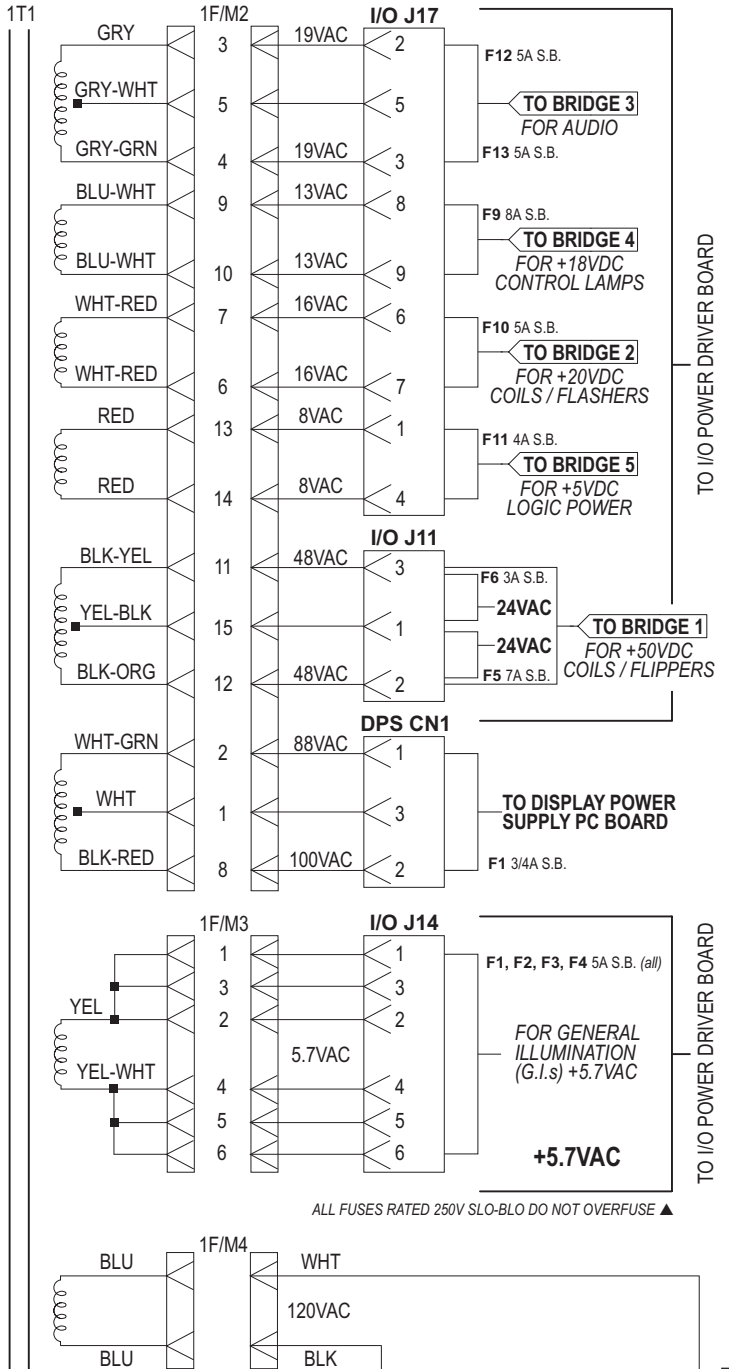 1T1 1F/M2 I/O J17
GRY 3 19VAC 2
F12 5A S.B.
GRY-WHT 5 5
TO BRIDGE 3
FOR AUDIO
GRY-GRN 4 19VAC 3
F13 5A S.B.
BLU-WHT 9 13VAC 8
F9 8A S.B.
TO BRIDGE 4
FOR +18VDC
CONTROL LAMPS
BLU-WHT 10 13VAC 9
WHT-RED 7 16VAC 6
F10 5A S.B.
TO BRIDGE 2
FOR +20VDC
COILS / FLASHERS
WHT-RED 6 16VAC 7
RED 13 8VAC 1
F11 4A S.B.
TO BRIDGE 5
FOR +5VDC
LOGIC POWER
RED 14 8VAC 4
TO I/O POWER DRIVER BOARD
I/O J11
BLK-YEL 11 48VAC 3
F6 3A S.B.
24VAC
YEL-BLK 15 1
TO BRIDGE 1
24VAC
FOR +50VDC
COILS / FLIPPERS
BLK-ORG 12 48VAC 2
F5 7A S.B.
DPS CN1
WHT-GRN 2 88VAC 1
WHT 1 3
TO DISPLAY POWER
SUPPLY PC BOARD
BLK-RED 8 100VAC 2
F1 3/4A S.B.
1F/M3 I/O J14
1 1
F1, F2, F3, F4 5A S.B. (all)
3 3
YEL 2 2
5.7VAC
FOR GENERAL
ILLUMINATION
(G.I.s) +5.7VAC
YEL-WHT 4 4
5 5
6 6
+5.7VAC
TO I/O POWER DRIVER BOARD
ALL FUSES RATED 250V SLO-BLO DO NOT OVERFUSE ▲
1F/M4
BLU WHT
120VAC
BLU BLK